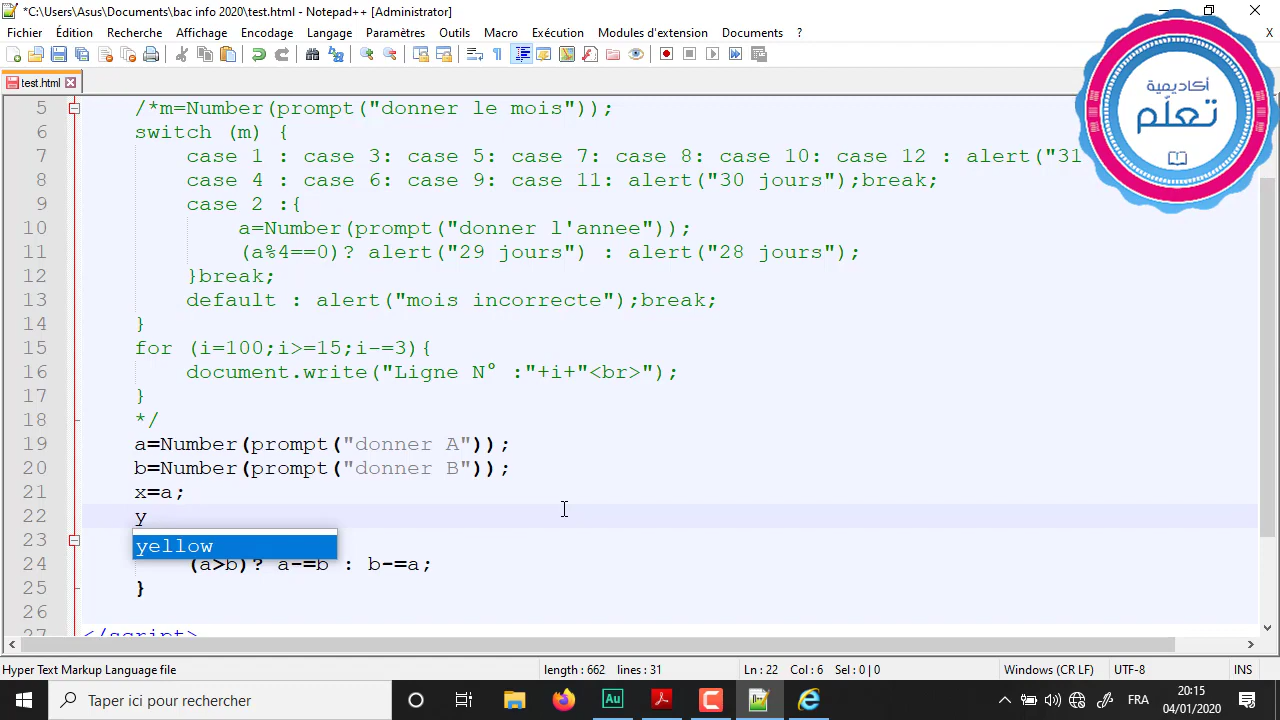 *C:\Users\Asus\Documents\bac info 2020\test.html - Notepad++ [Administrator]
Fichier Édition Recherche Affichage Encodage Langage Paramètres Outils Macro Exécution Modules d'extension Documents ? X
test.html
أكاديمية
تعلّم
5 /*m=Number(prompt("donner le mois"));
6 switch (m) {
7 case 1 : case 3: case 5: case 7: case 8: case 10: case 12 : alert("31
8 case 4 : case 6: case 9: case 11: alert("30 jours");break;
9 case 2 :{
10 a=Number(prompt("donner l'annee"));
11 (a%4==0)? alert("29 jours") : alert("28 jours");
12 }break;
13 default : alert("mois incorrecte");break;
14 }
15 for (i=100;i>=15;i-=3){
16 document.write("Ligne N° :"+i+"<br>");
17 }
18 */
19 a=Number(prompt("donner A"));
20 b=Number(prompt("donner B"));
21 x=a;
22 y
23 yellow
24 (a>b)? a-=b : b-=a;
25 }
26
27 </script>
Hyper Text Markup Language file length : 662 lines : 31 Ln : 22 Col : 6 Sel : 0 | 0 Windows (CR LF) UTF-8 INS
Taper ici pour rechercher
Au
FRA
20:15
04/01/2020